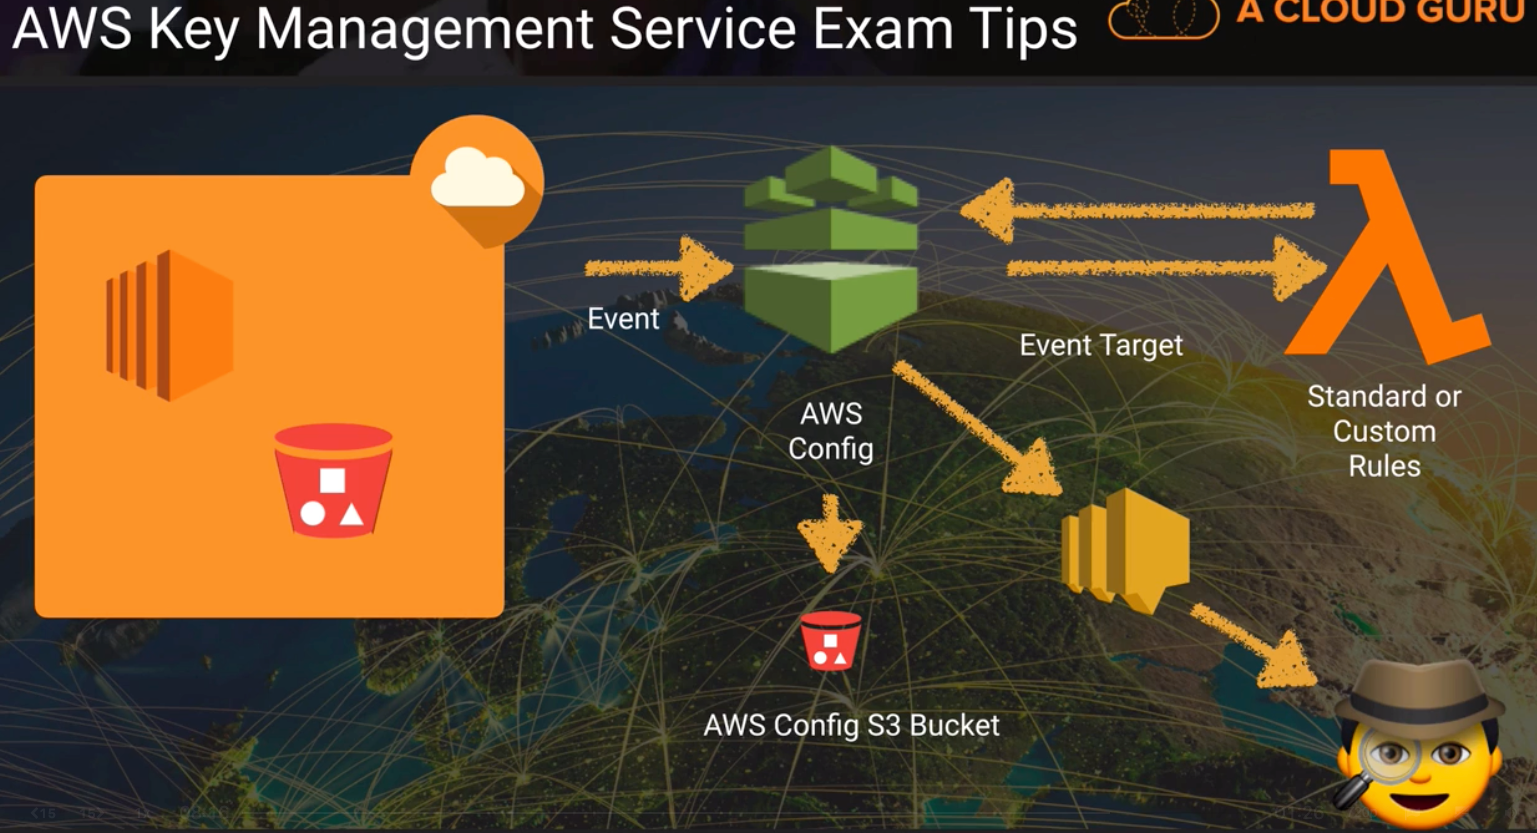 AWS Key Management Service Exam Tips
A CLOUD GURU
Event
Event Target
AWS
Config
Standard or
Custom
Rules
AWS Config S3 Bucket